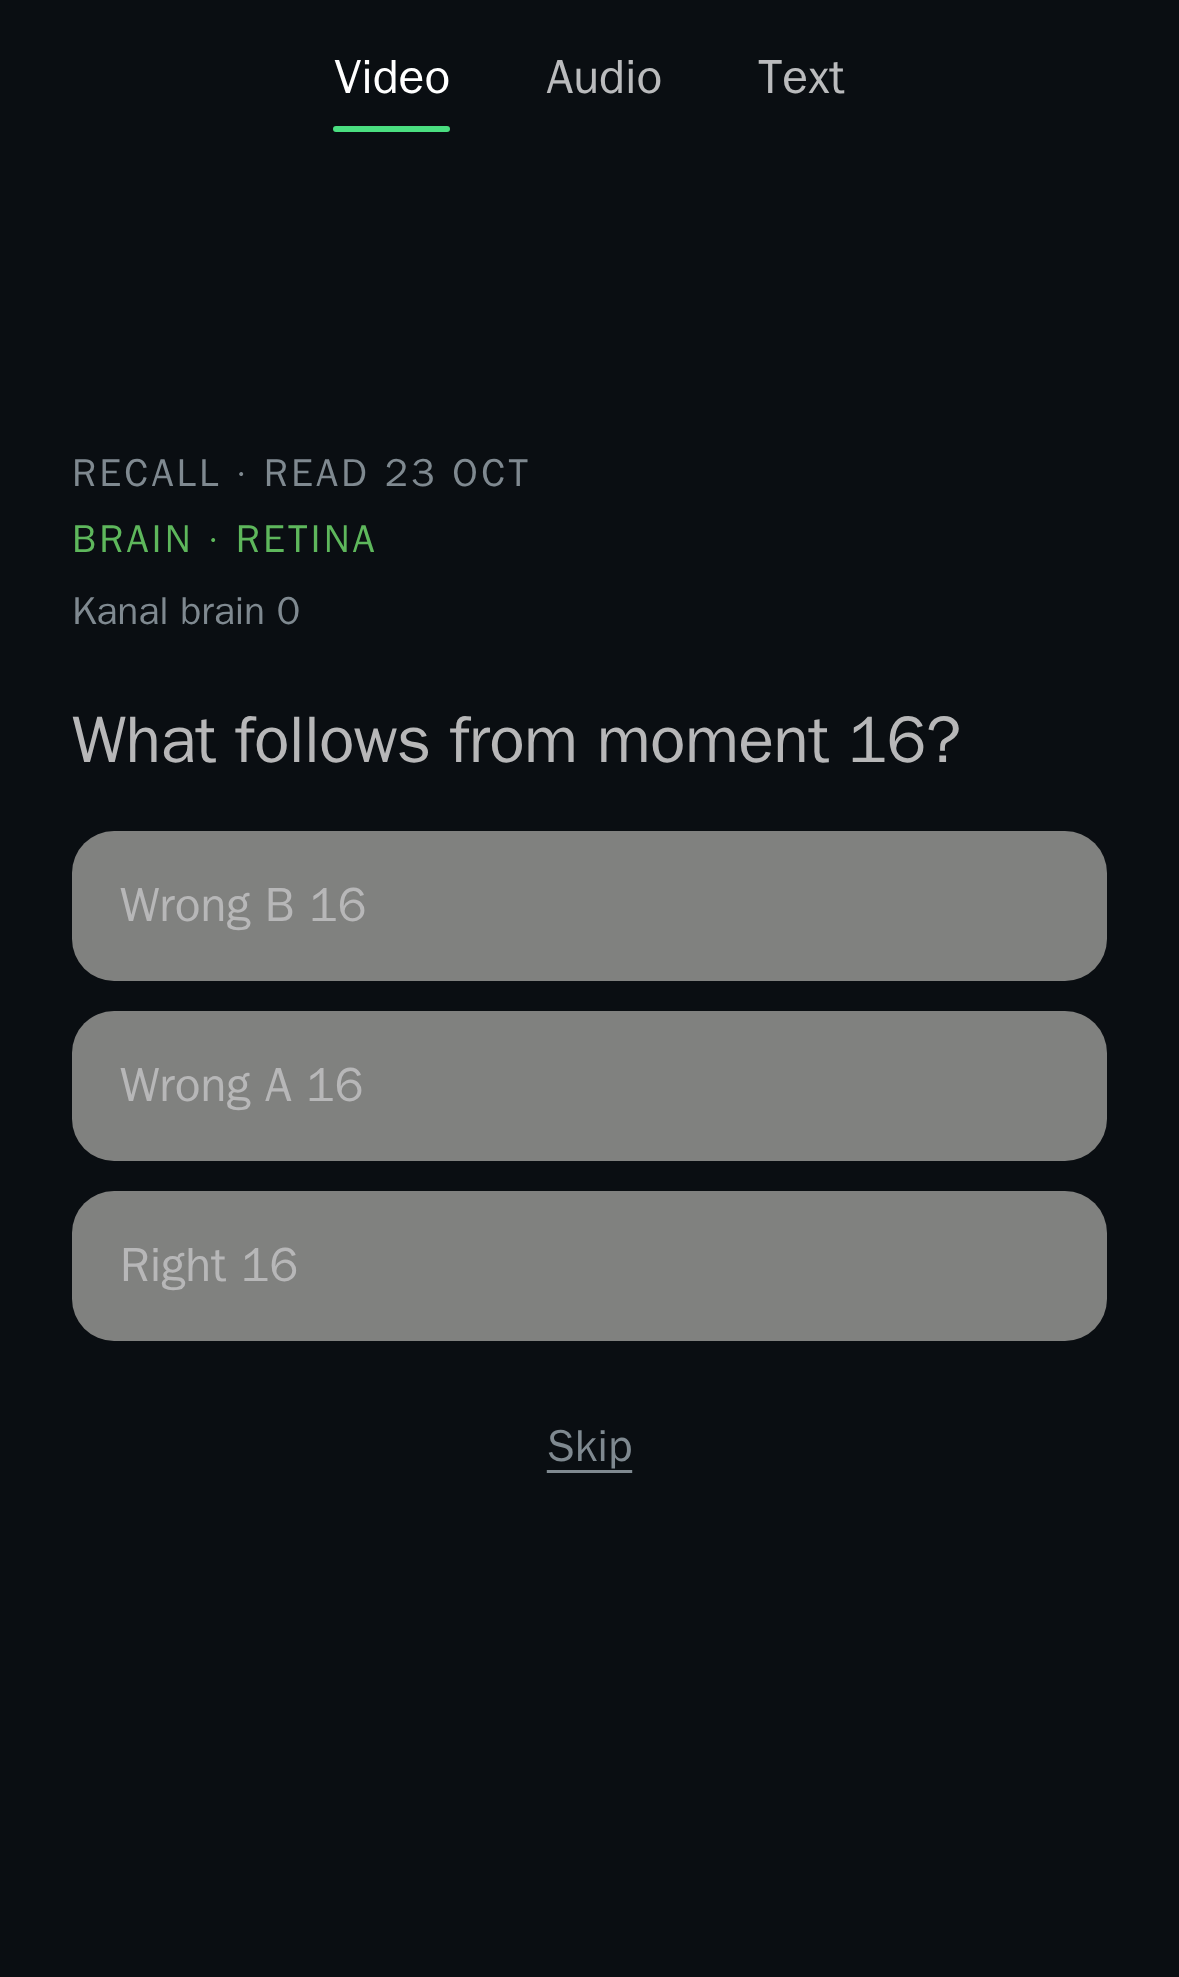 Video Audio Text
RECALL · READ 23 OCT
BRAIN · RETINA
Kanal brain 0
What follows from moment 16?
Wrong B 16
Wrong A 16
Right 16
Skip